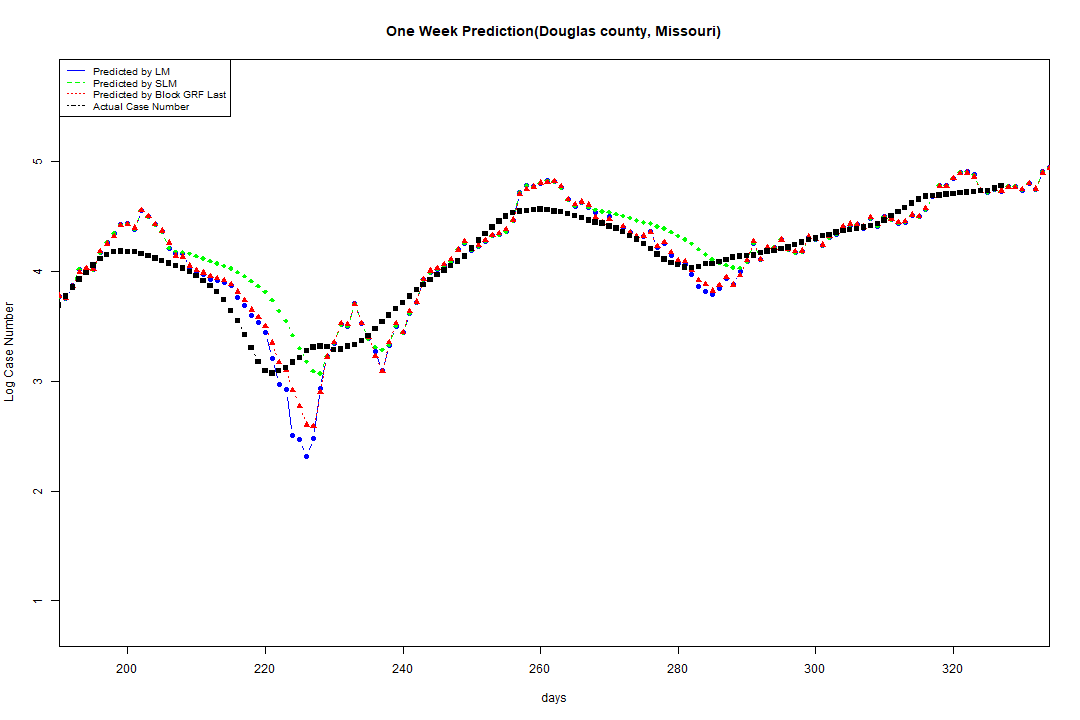 One Week Prediction(Douglas county, Missouri)
Predicted by LM
Predicted by SLM
Predicted by Block GRF Last
Actual Case Number
5
4
3
2
1
Log Case Number
200 220 240 260 280 300 320
days